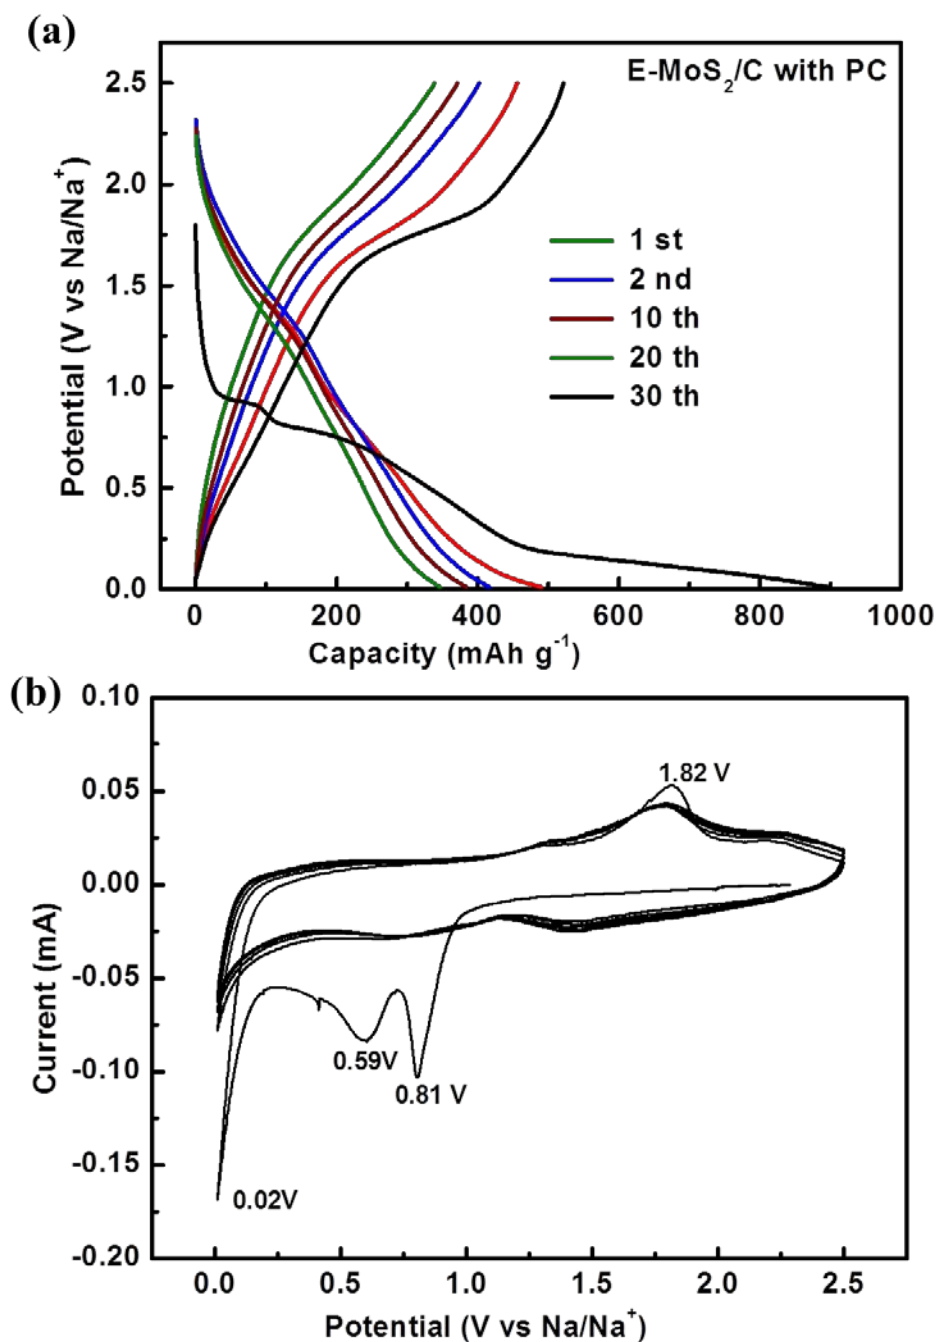 (a)
E-MoS₂/C with PC
2.5
2.0
1.5
1.0
0.5
0.0
Potential (V vs Na/Na⁺)
1 st
2 nd
10 th
20 th
30 th
0 200 400 600 800 1000
Capacity (mAh g⁻¹)
(b)
0.10
0.05
0.00
-0.05
-0.10
-0.15
-0.20
Current (mA)
1.82 V
0.59V
0.81 V
0.02V
0.0 0.5 1.0 1.5 2.0 2.5
Potential (V vs Na/Na⁺)